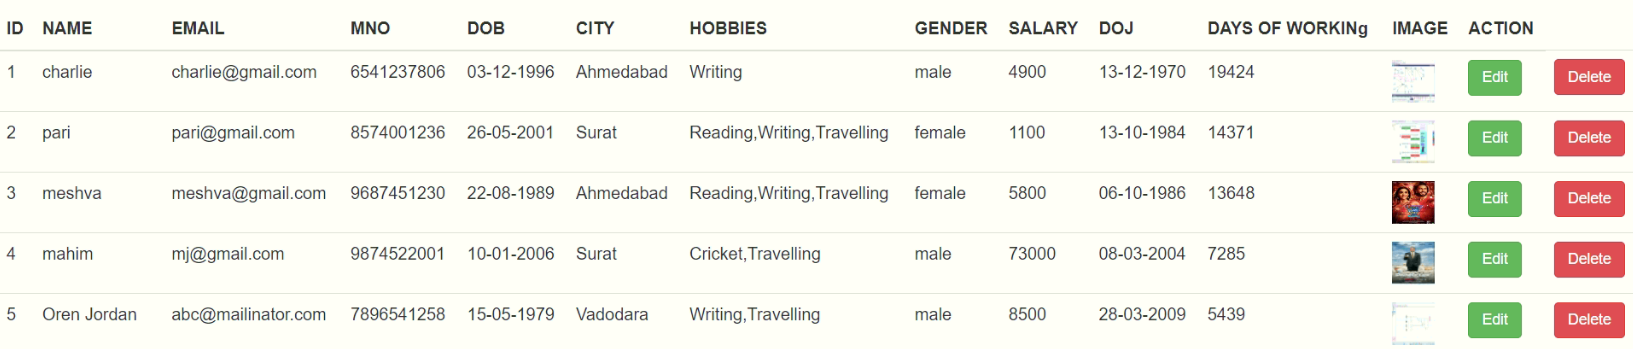 ID NAME EMAIL MNO DOB CITY HOBBIES GENDER SALARY DOJ DAYS OF WORKINg IMAGE ACTION
1 charlie charlie@gmail.com 6541237806 03-12-1996 Ahmedabad Writing male 4900 13-12-1970 19424 Edit Delete
2 pari pari@gmail.com 8574001236 26-05-2001 Surat Reading,Writing,Travelling female 1100 13-10-1984 14371 Edit Delete
3 meshva meshva@gmail.com 9687451230 22-08-1989 Ahmedabad Reading,Writing,Travelling female 5800 06-10-1986 13648 Edit Delete
4 mahim mj@gmail.com 9874522001 10-01-2006 Surat Cricket,Travelling male 73000 08-03-2004 7285 Edit Delete
5 Oren Jordan abc@mailinator.com 7896541258 15-05-1979 Vadodara Writing,Travelling male 8500 28-03-2009 5439 Edit Delete